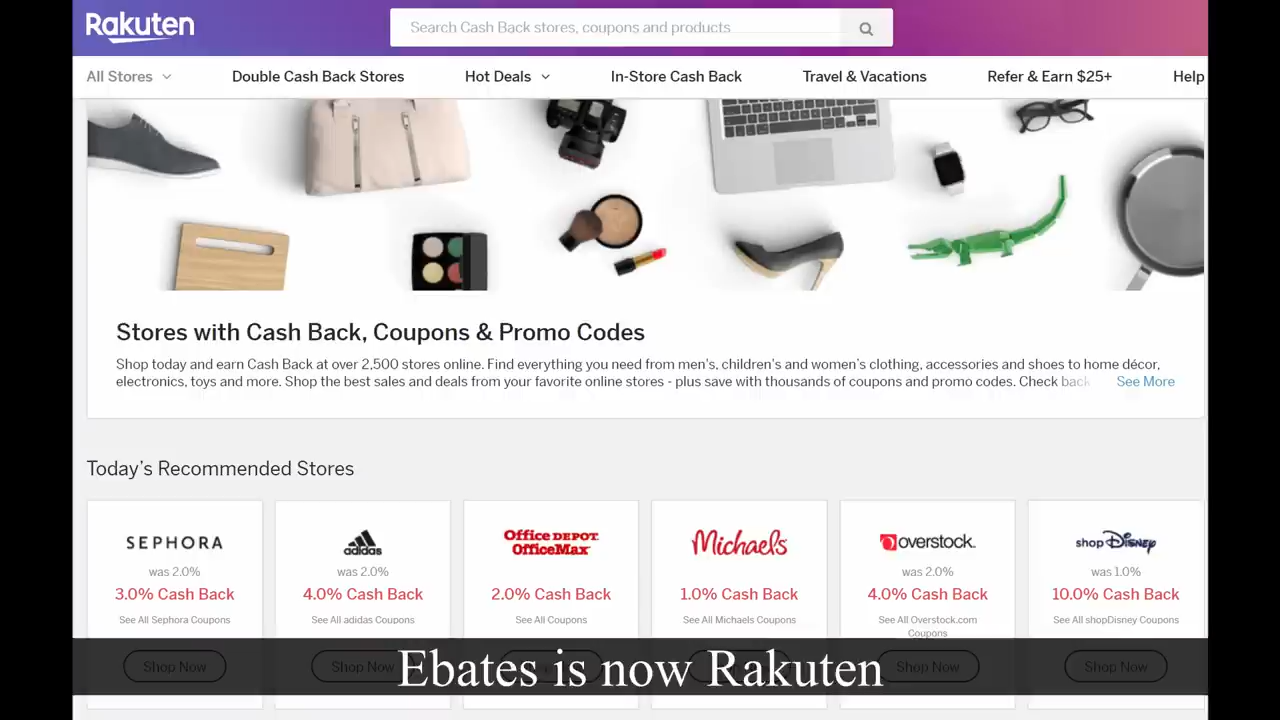 Rakuten
Search Cash Back stores, coupons and products
All Stores
Double Cash Back Stores
Hot Deals
In-Store Cash Back
Travel & Vacations
Refer & Earn $25+
Help
Stores with Cash Back, Coupons & Promo Codes
Shop today and earn Cash Back at over 2,500 stores online. Find everything you need from men's, children's and women's clothing, accessories and shoes to home décor,
electronics, toys and more. Shop the best sales and deals from your favorite online stores - plus save with thousands of coupons and promo codes. Check back
See More
Today's Recommended Stores
SEPHORA
was 2.0%
3.0% Cash Back
See All Sephora Coupons
Shop Now
adidas
was 2.0%
4.0% Cash Back
See All adidas Coupons
Shop Now
Office DEPOT
OfficeMax
2.0% Cash Back
See All Coupons
Michaels
1.0% Cash Back
See All Michaels Coupons
overstock.
was 2.0%
4.0% Cash Back
See All Overstock.com
Coupons
Shop Now
shop Disney
was 1.0%
10.0% Cash Back
See All shopDisney Coupons
Shop Now
Ebates is now Rakuten